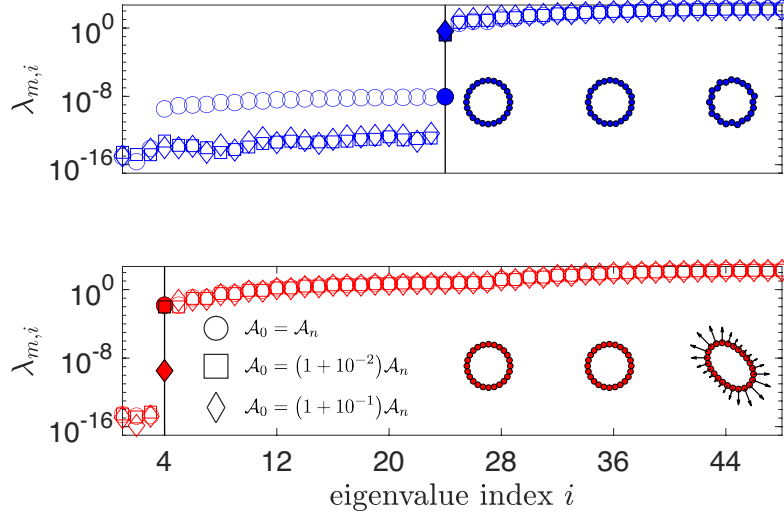 10^0
10^-8
10^-16
λ_{m,i}
10^0
10^-8
10^-16
λ_{m,i}
𝒜_0 = 𝒜_n
𝒜_0 = (1 + 10^{-2})𝒜_n
𝒜_0 = (1 + 10^{-1})𝒜_n
4 12 20 28 36 44
eigenvalue index i